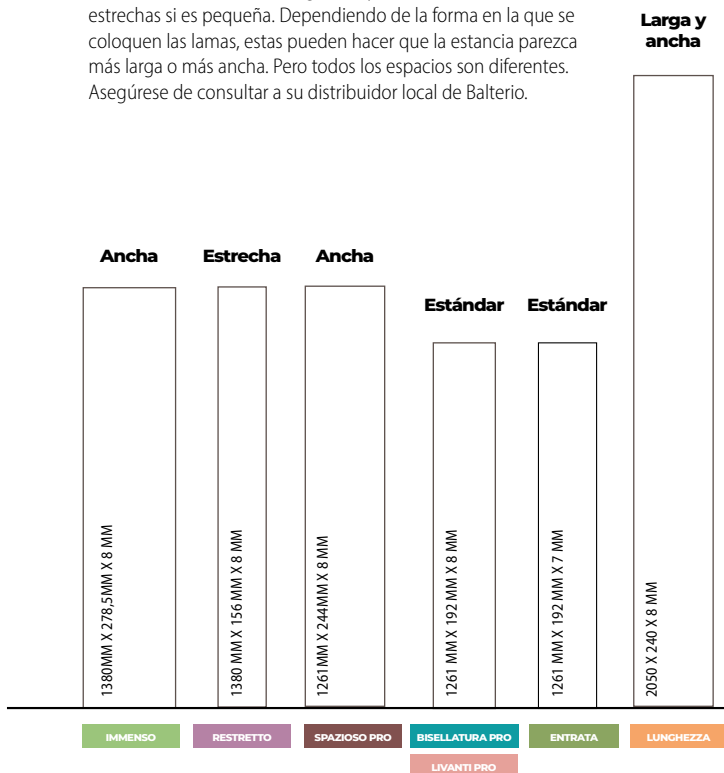 estrechas si es pequeña. Dependiendo de la forma en la que se
coloquen las lamas, estas pueden hacer que la estancia parezca
más larga o más ancha. Pero todos los espacios son diferentes.
Asegúrese de consultar a su distribuidor local de Balterio.
Larga y
ancha
Ancha
Estrecha
Ancha
Estándar
Estándar
1380MM X 278,5MM X 8 MM
1380 MM X 156 MM X 8 MM
1261MM X 244MM X 8 MM
1261 MM X 192 MM X 8 MM
1261 MM X 192 MM X 7 MM
2050 X 240 X 8 MM
IMMENSO
RESTRETTO
SPAZIOSO PRO
BISELLATURA PRO
ENTRATA
LUNGHEZZA
LIVANTI PRO